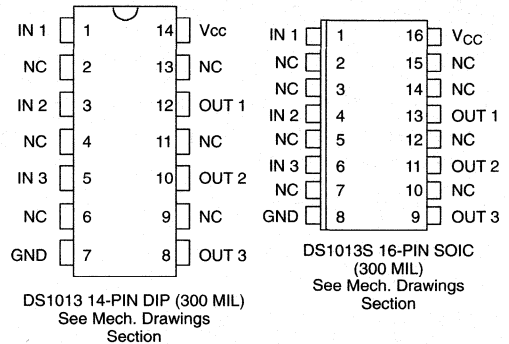 IN 1 1 14 Vcc
NC 2 13 NC
IN 2 3 12 OUT 1
NC 4 11 NC
IN 3 5 10 OUT 2
NC 6 9 NC
GND 7 8 OUT 3
DS1013 14-PIN DIP (300 MIL)
See Mech. Drawings
Section
IN 1 1 16 VCC
NC 2 15 NC
NC 3 14 NC
IN 2 4 13 OUT 1
NC 5 12 NC
IN 3 6 11 OUT 2
NC 7 10 NC
GND 8 9 OUT 3
DS1013S 16-PIN SOIC
(300 MIL)
See Mech. Drawings
Section